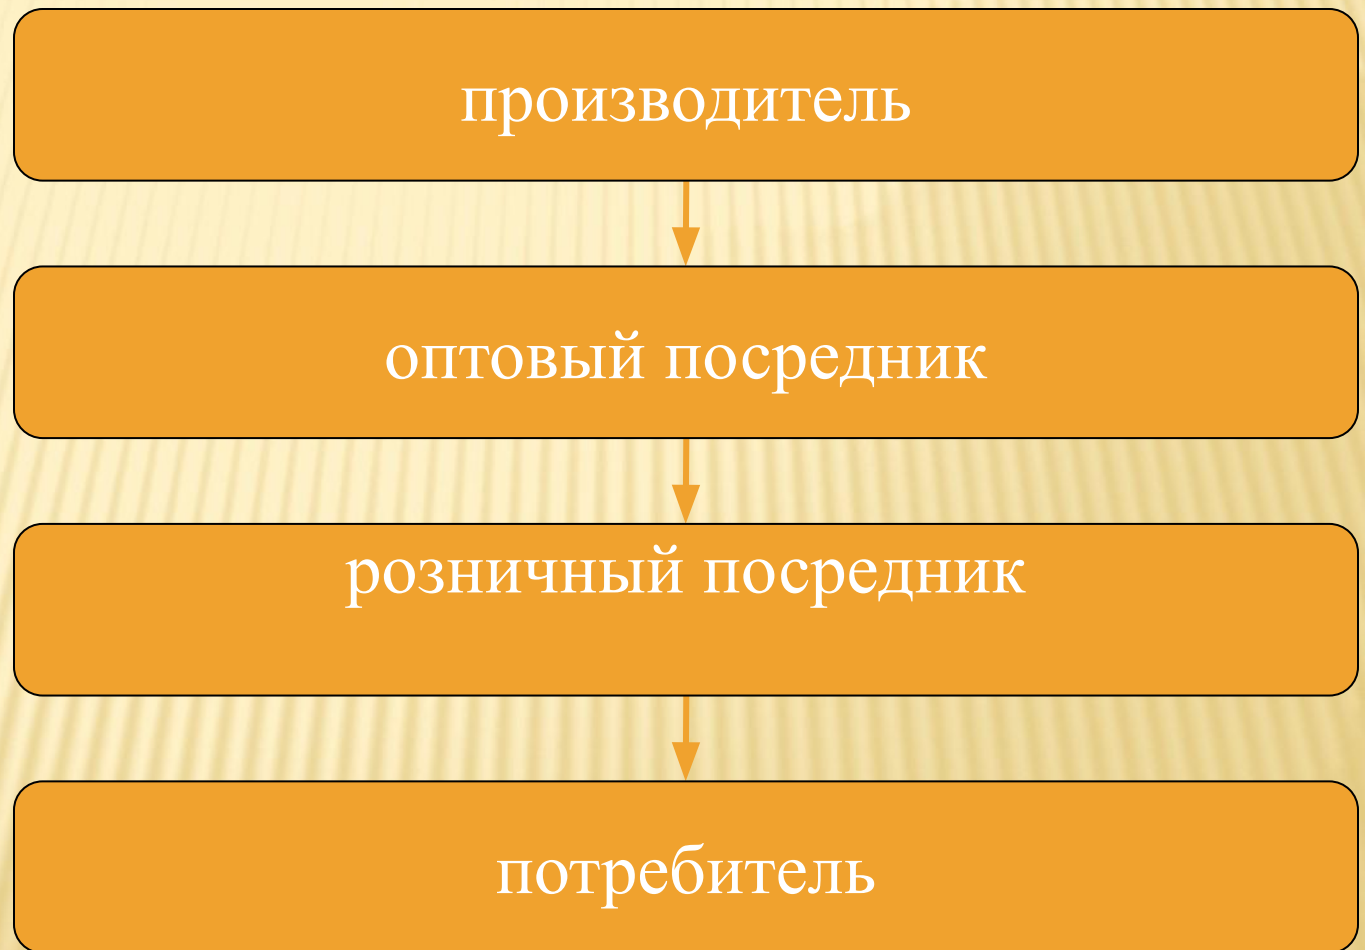 производитель
оптовый посредник
розничный посредник
потребитель